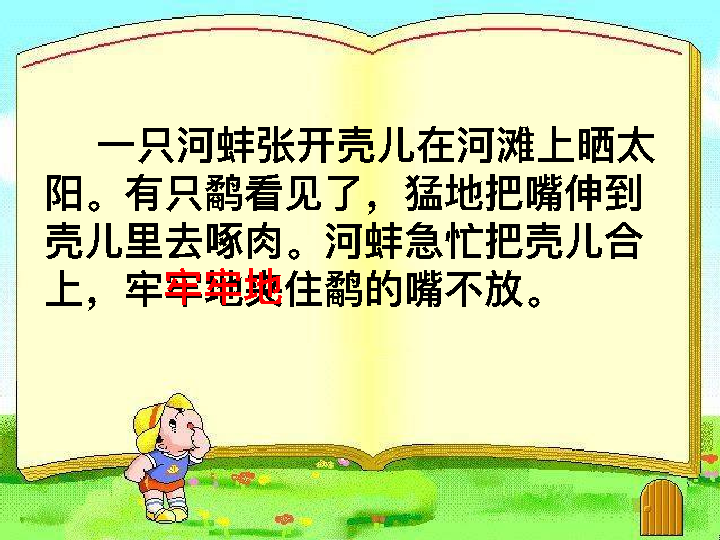 一只河蚌张开壳儿在河滩上晒太
阳。有只鹬看见了，猛地把嘴伸到
壳儿里去啄肉。河蚌急忙把壳儿合
上，牢牢地住鹬的嘴不放。
牢牢地